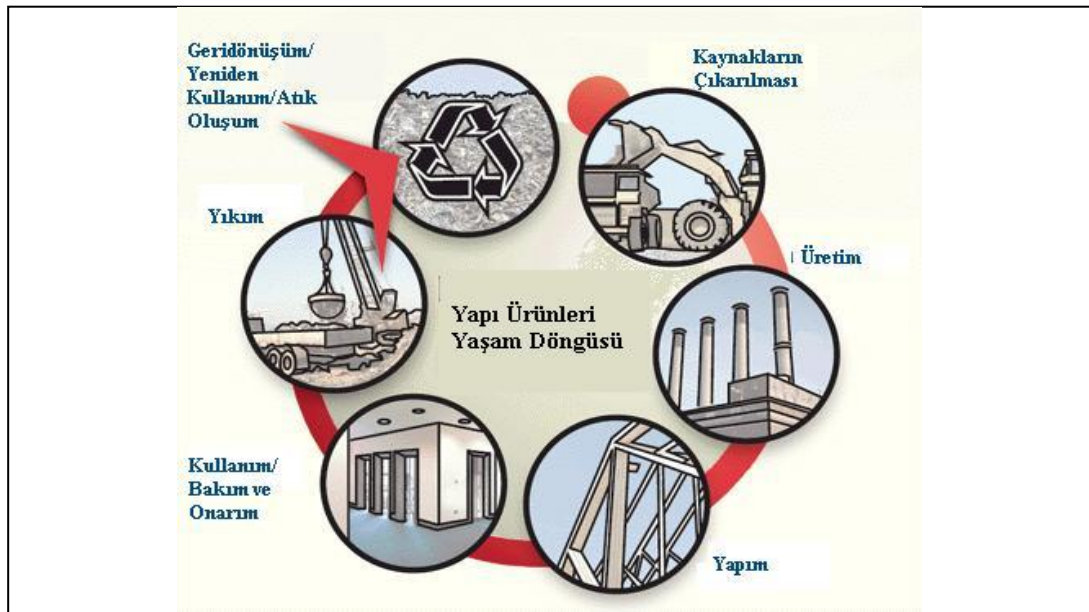 Geridönüşüm/
Yeniden
Kullanım/Atık
Oluşum
Kaynakların
Çıkarılması
Üretim
Yapım
Kullanım/
Bakım ve
Onarım
Yıkım
Yapı Ürünleri
Yaşam Döngüsü